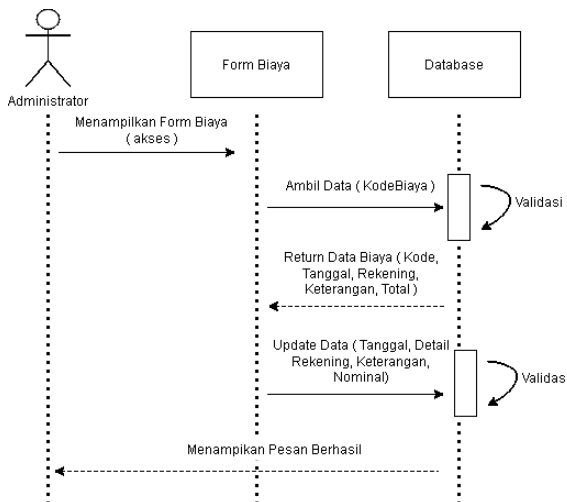 Form Biaya
Database
Administrator
Menampilkan Form Biaya
( akses )
Ambil Data ( KodeBiaya )
Validasi
Return Data Biaya ( Kode,
Tanggal, Rekening,
Keterangan, Total )
Update Data ( Tanggal, Detail
Rekening, Keterangan,
Nominal)
Validas
Menampikan Pesan Berhasil